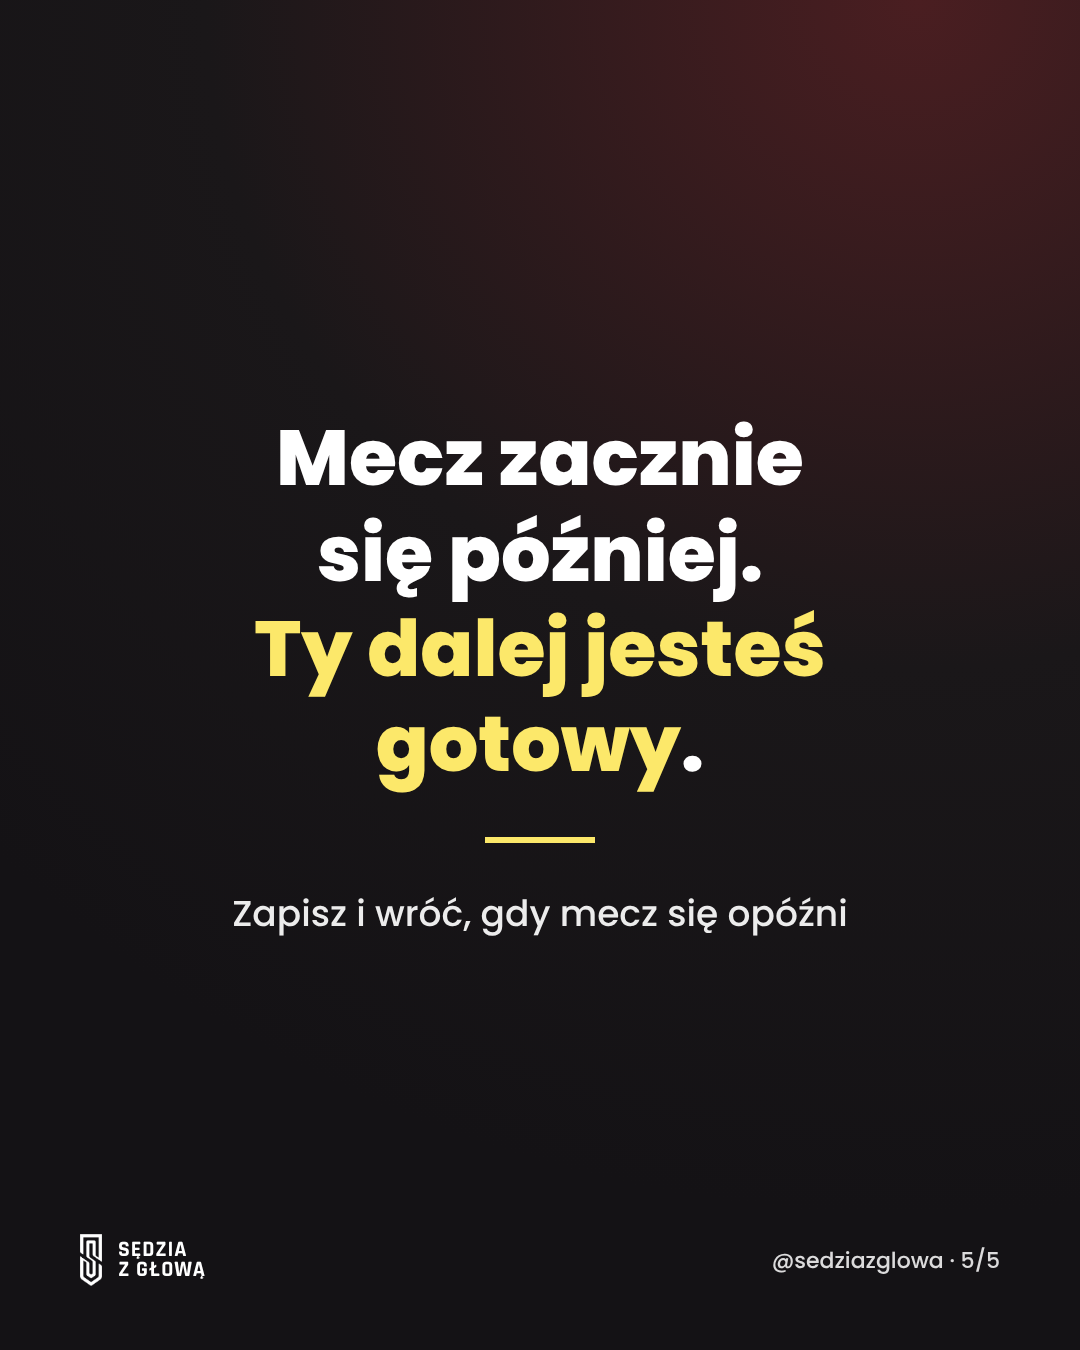 Mecz zacznie
się później.
Ty dalej jesteś
gotowy.
Zapisz i wróć, gdy mecz się opóźni
SĘDZIA
Z GŁOWĄ
@sedziazglowa · 5/5